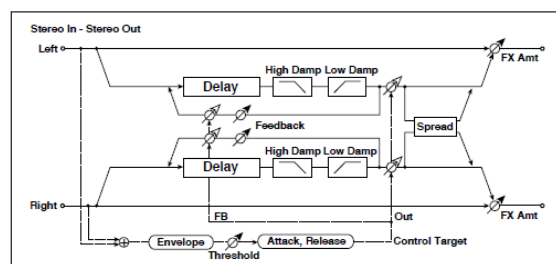 Stereo In - Stereo Out
Left
FX Amt
High Damp Low Damp
Delay
Feedback
Spread
High Damp Low Damp
Delay
Right
FB
Out
FX Amt
Envelope
Attack, Release
Control Target
Threshold